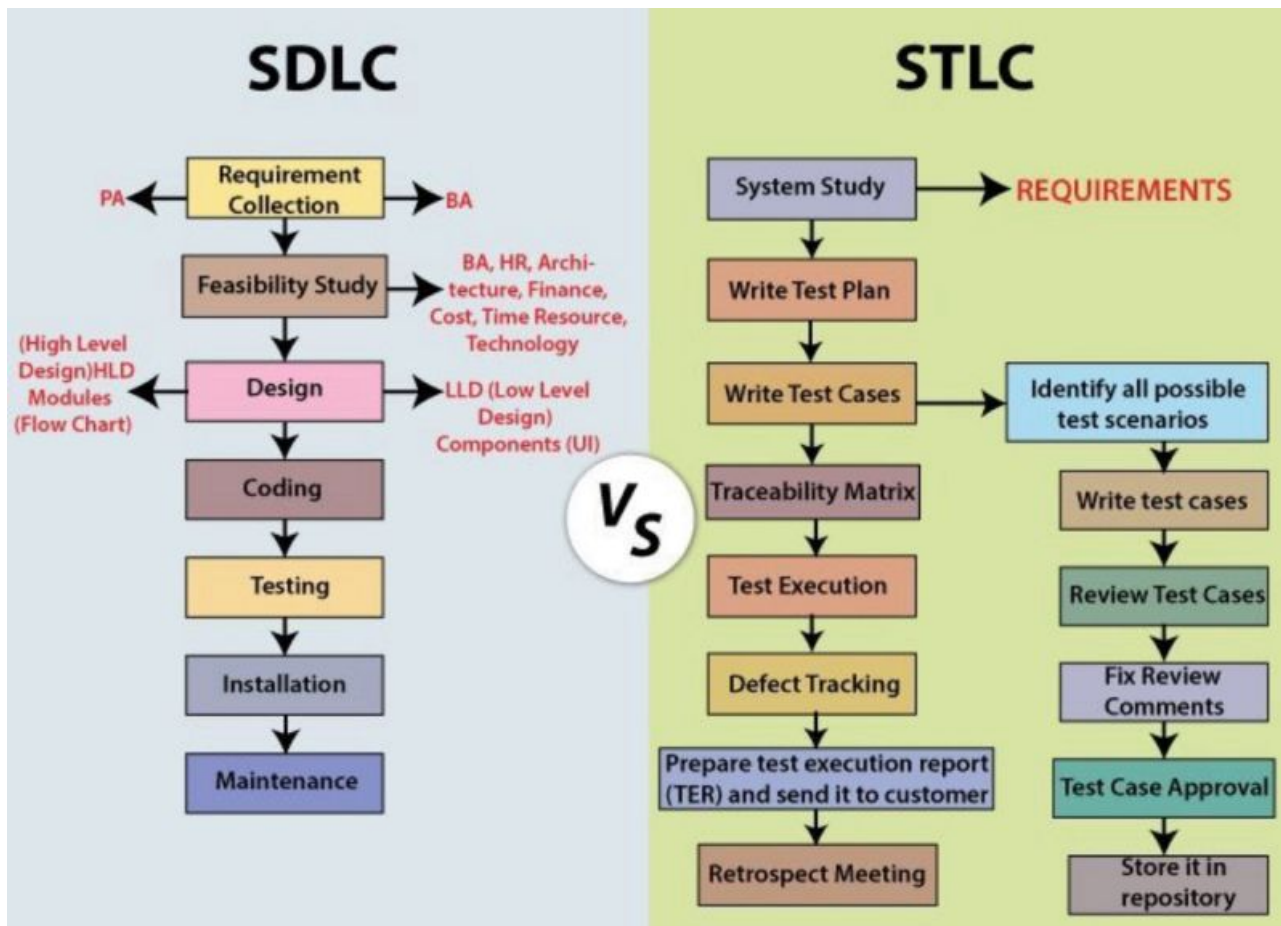 SDLC
Requirement
Collection
PA
BA
Feasibility Study
BA, HR, Archi-
tecture, Finance,
Cost, Time Resource,
Technology
(High Level
Design)HLD
Modules
(Flow Chart)
Design
LLD (Low Level
Design)
Components (UI)
Coding
Testing
Installation
Maintenance
VS
STLC
System Study
REQUIREMENTS
Write Test Plan
Write Test Cases
Traceability Matrix
Test Execution
Defect Tracking
Prepare test execution report
(TER) and send it to customer
Retrospect Meeting
Identify all possible
test scenarios
Write test cases
Review Test Cases
Fix Review
Comments
Test Case Approval
Store it in
repository